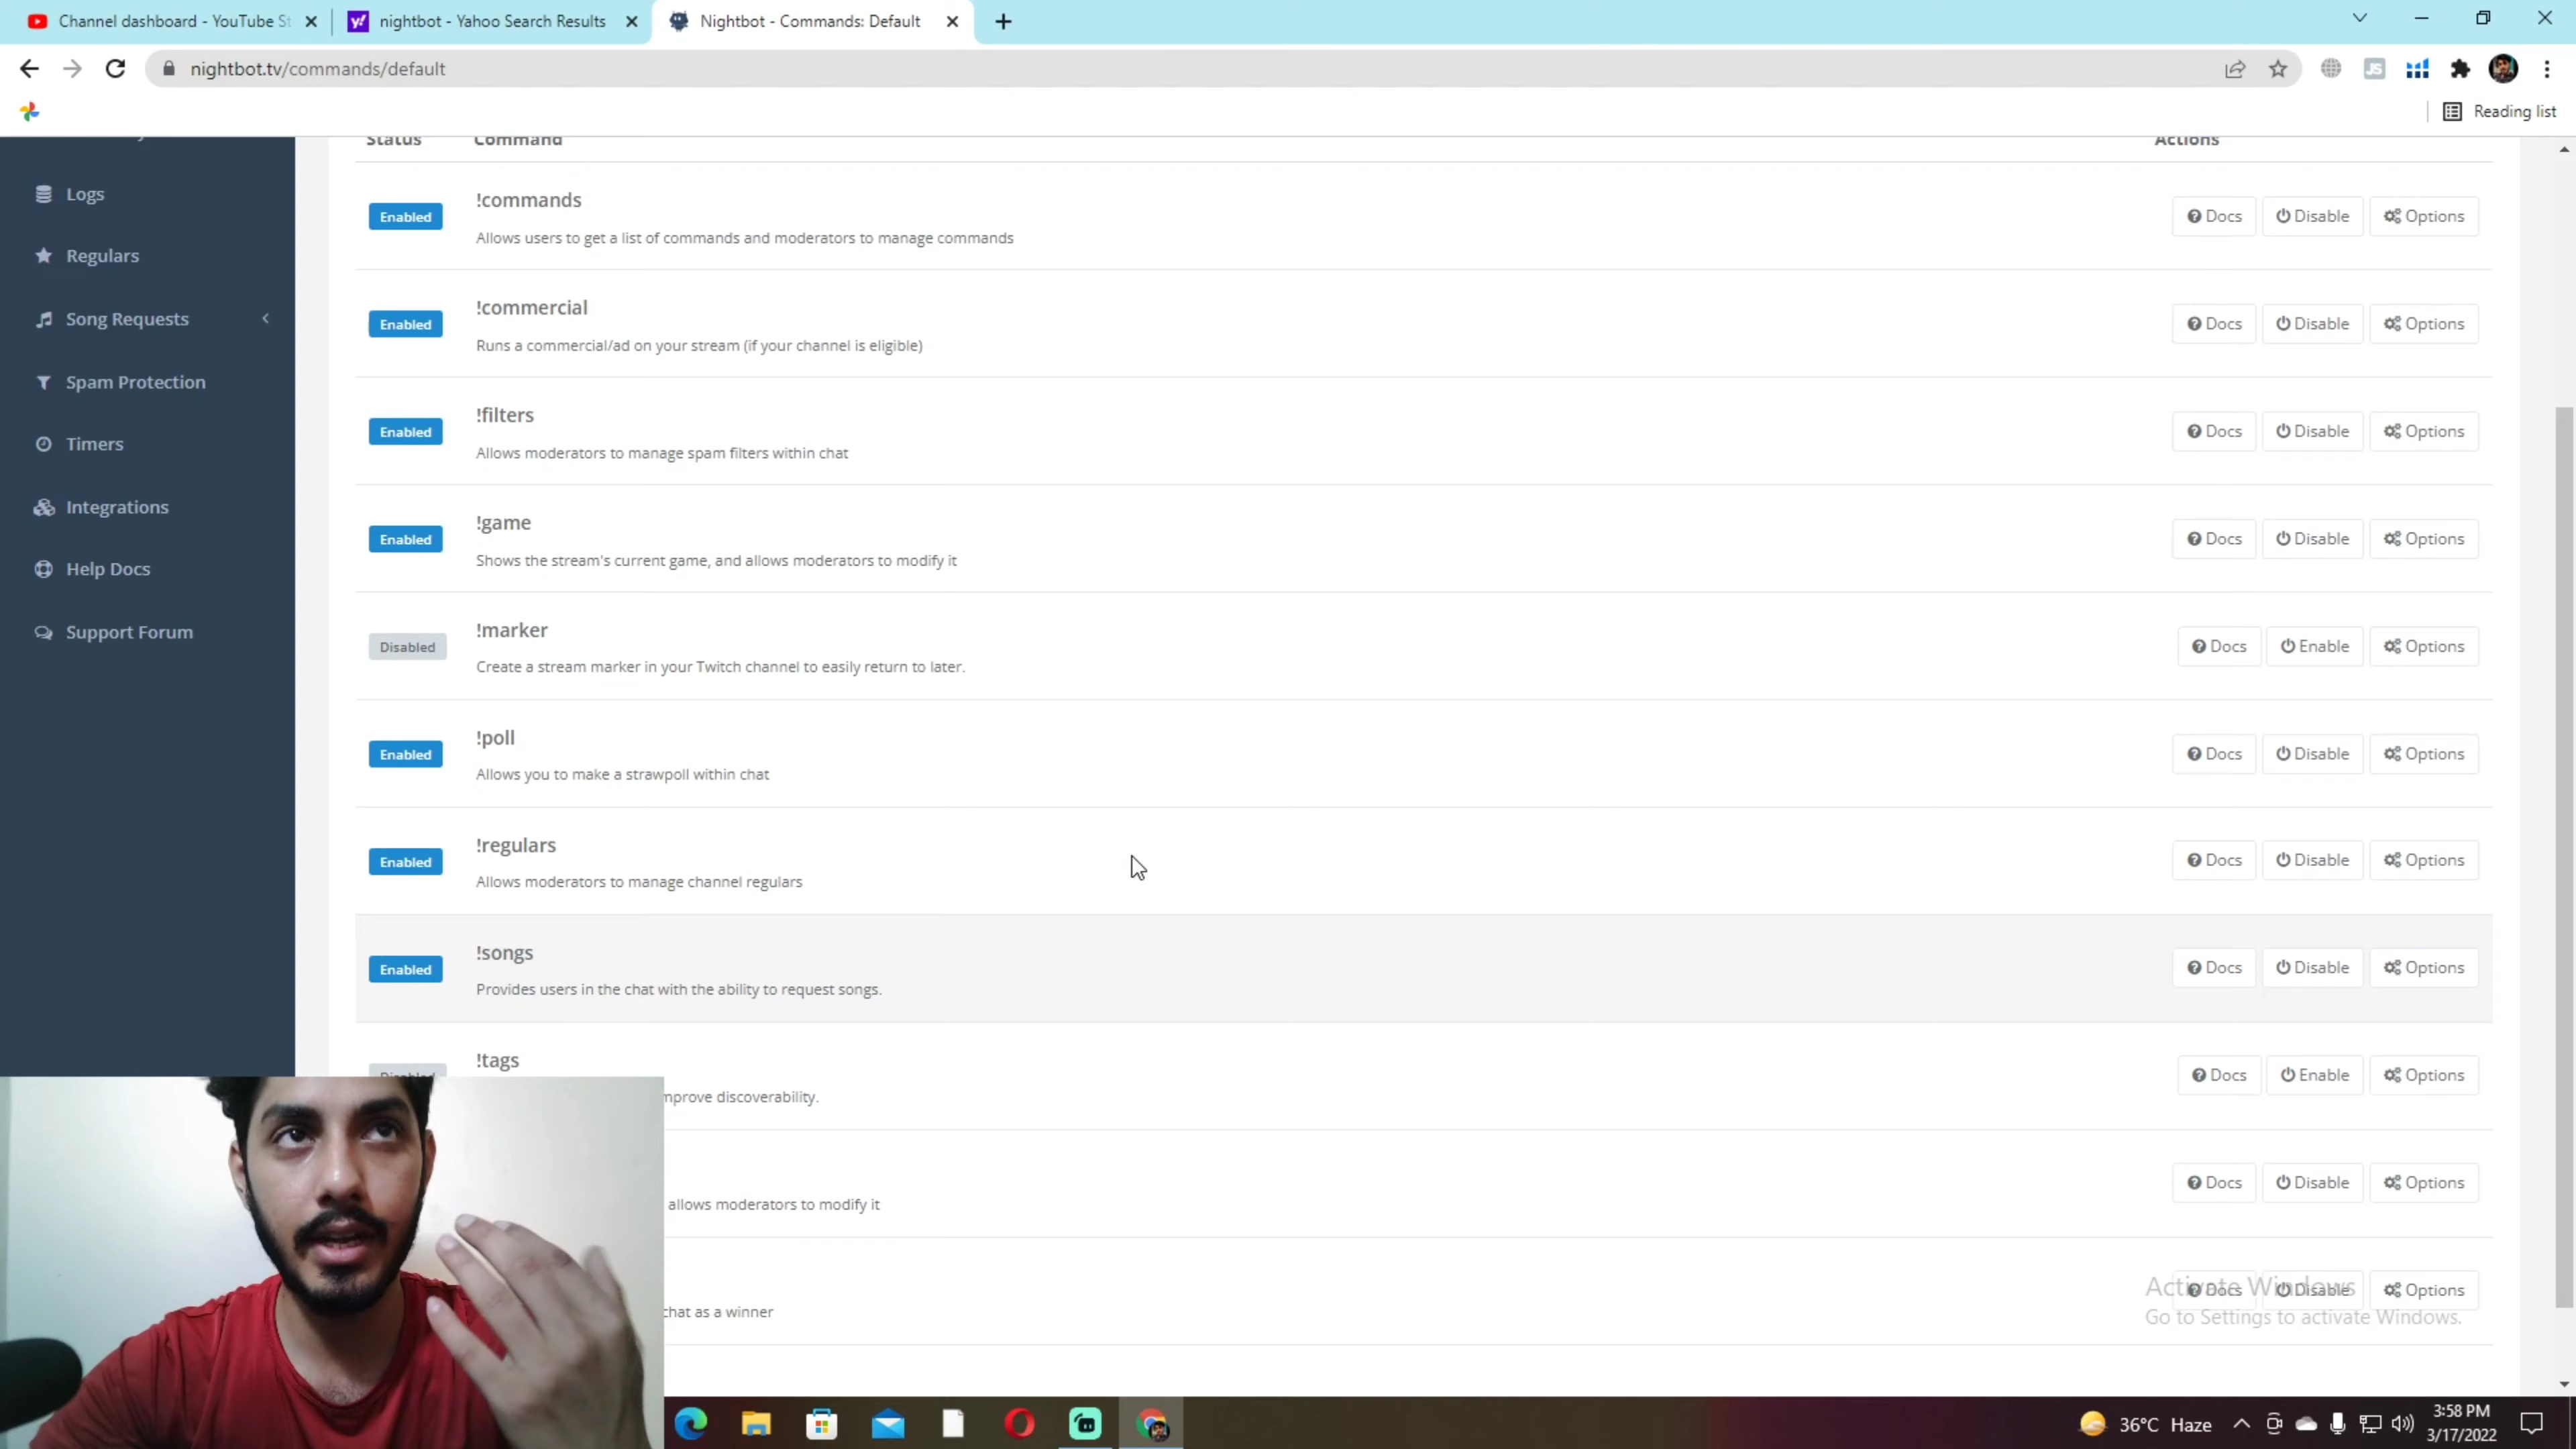 Channel dashboard - YouTube St
nightbot - Yahoo Search Results
Nightbot - Commands: Default
nightbot.tv/commands/default
JS
Reading list
Status Command Actions
Logs
Regulars
Song Requests
Spam Protection
Timers
Integrations
Help Docs
Support Forum
Enabled !commands Docs Disable Options
Allows users to get a list of commands and moderators to manage commands
Enabled !commercial Docs Disable Options
Runs a commercial/ad on your stream (if your channel is eligible)
Enabled !filters Docs Disable Options
Allows moderators to manage spam filters within chat
Enabled !game Docs Disable Options
Shows the stream's current game, and allows moderators to modify it
Disabled !marker Docs Enable Options
Create a stream marker in your Twitch channel to easily return to later.
Enabled !poll Docs Disable Options
Allows you to make a strawpoll within chat
Enabled !regulars Docs Disable Options
Allows moderators to manage channel regulars
Enabled !songs Docs Disable Options
Provides users in the chat with the ability to request songs.
Disabled !tags Docs Enable Options
mprove discoverability.
Docs Disable Options
allows moderators to modify it
Docs Disable Options
chat as a winner
Activate Windows
Go to Settings to activate Windows.
36°C Haze
3:58 PM
3/17/2022